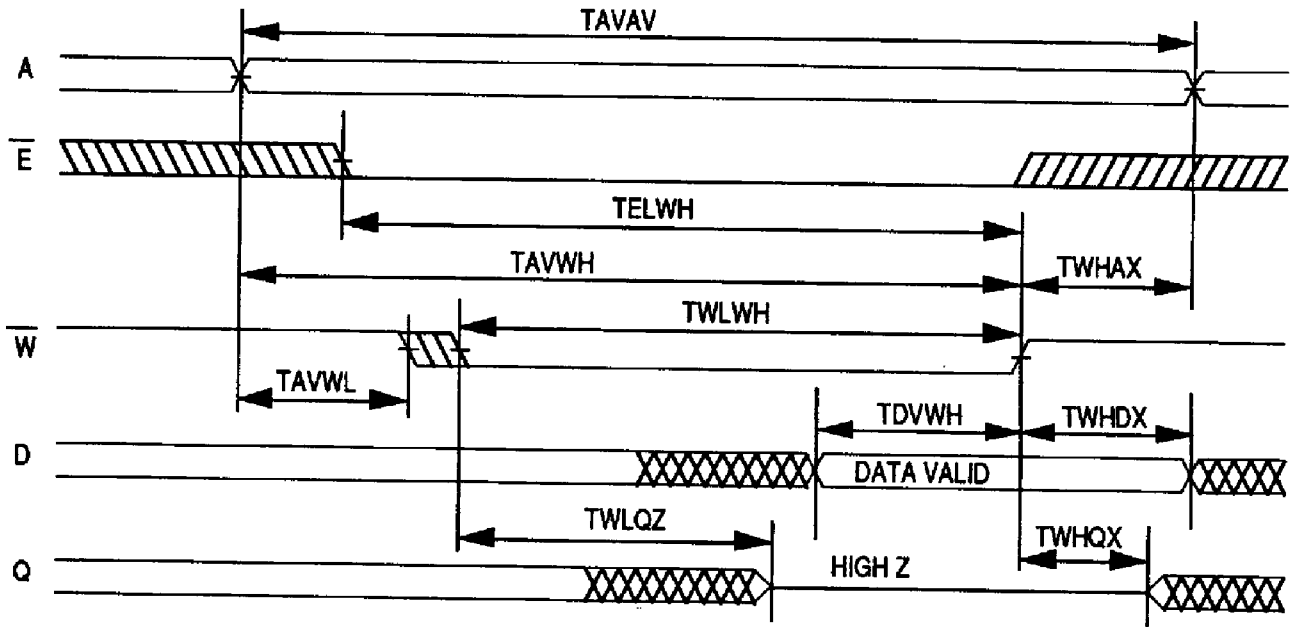 TAVAV
A
E
TELWH
TAVWH
TWHAX
TWLWH
W
TAVWL
TDVWH
TWHDX
D
DATA VALID
TWLQZ
TWHQX
Q
HIGH Z